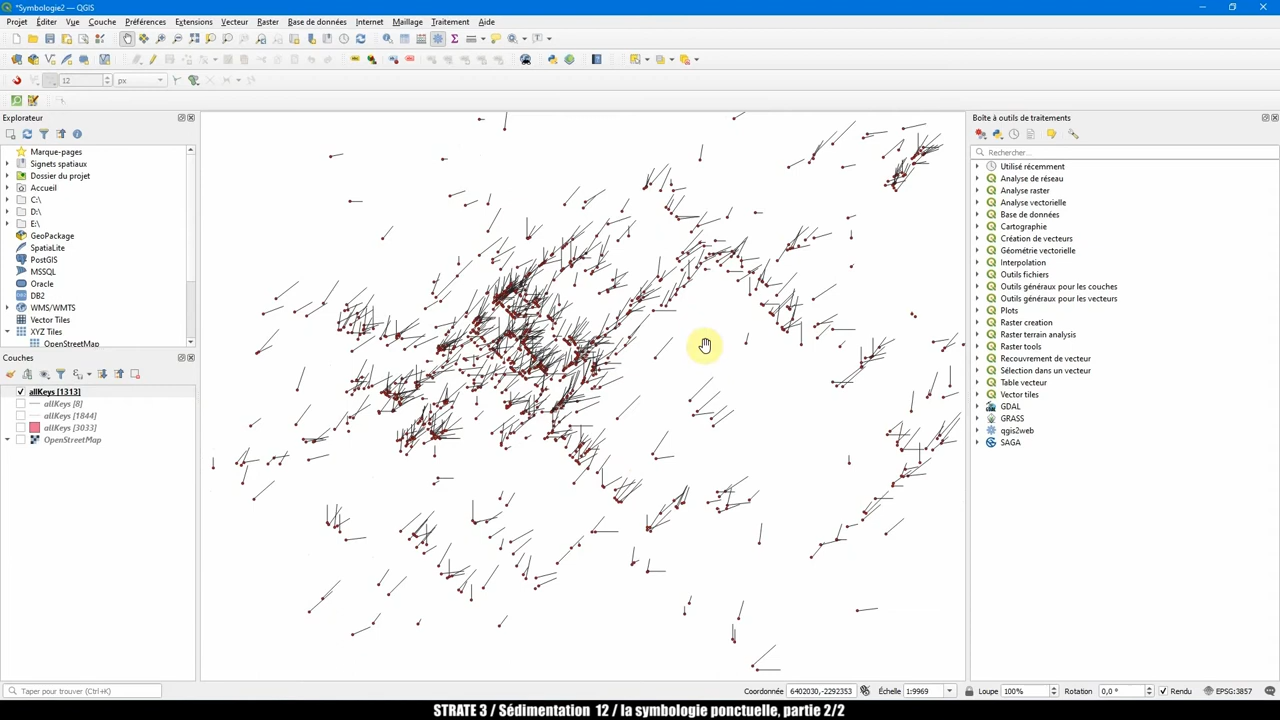 *Symbologie2 — QGIS
Projet Éditer Vue Couche Préférences Extensions Vecteur Raster Base de données Internet Maillage Traitement Aide
12 px
Explorateur
Marque-pages
Signets spatiaux
Dossier du projet
Accueil
C:\
D:\
E:\
GeoPackage
SpatiaLite
PostGIS
MSSQL
Oracle
DB2
WMS/WMTS
Vector Tiles
XYZ Tiles
OpenStreetMap
Couches
allKeys [1313]
allKeys [8]
allKeys [1844]
allKeys [3033]
OpenStreetMap
Boîte à outils de traitements
Rechercher...
Utilisé récemment
Analyse de réseau
Analyse raster
Analyse vectorielle
Base de données
Cartographie
Création de vecteurs
Géométrie vectorielle
Interpolation
Outils fichiers
Outils généraux pour les couches
Outils généraux pour les vecteurs
Plots
Raster creation
Raster terrain analysis
Raster tools
Recouvrement de vecteur
Sélection dans un vecteur
Table vecteur
Vector tiles
GDAL
GRASS
qgis2web
SAGA
Taper pour trouver (Ctrl+K) Coordonnée 6402030,-2292353 Échelle 1:9969 Loupe 100% Rotation 0,0 ° Rendu EPSG:3857
STRATE 3 / Sédimentation 12 / la symbologie ponctuelle, partie 2/2